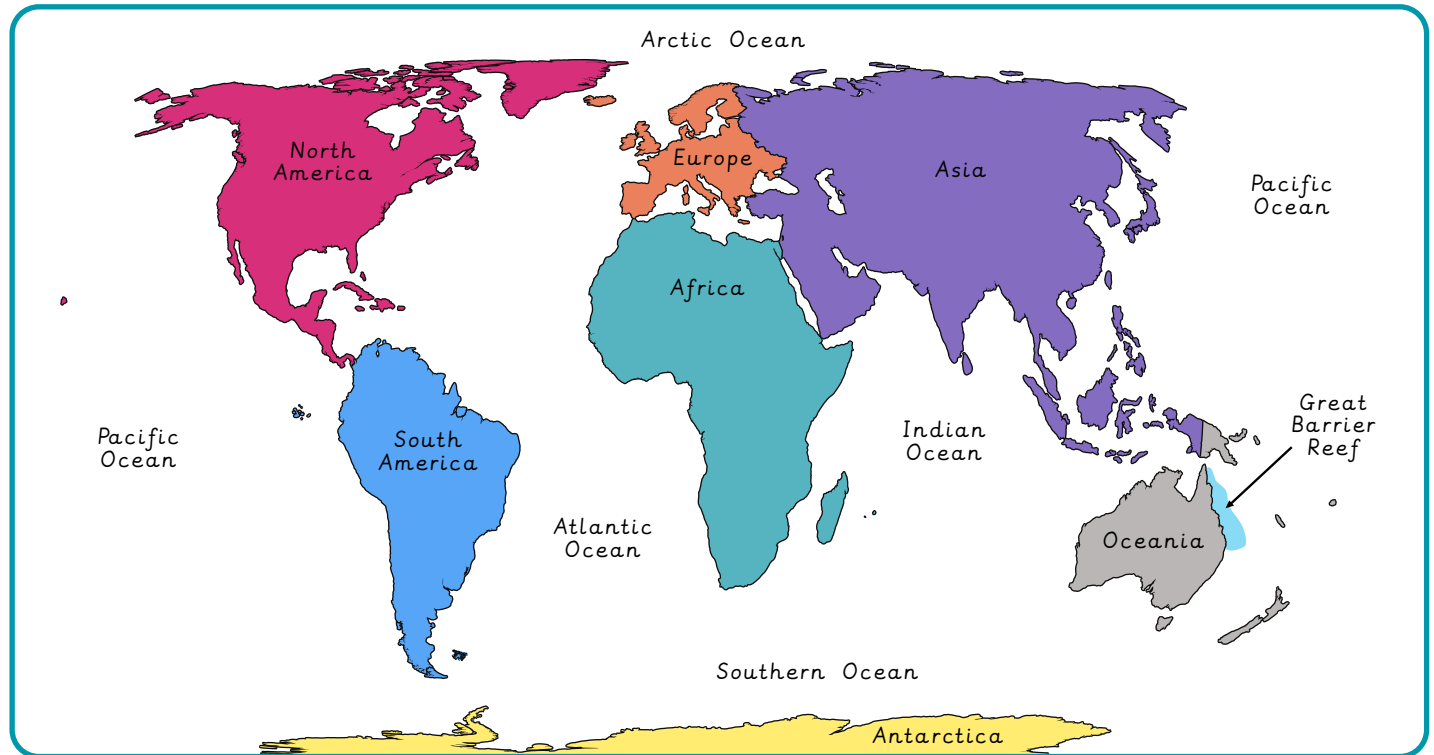 Arctic Ocean
North
America
Europe
Asia
Pacific
Ocean
Africa
Great
Barrier
Reef
Pacific
Ocean
South
America
Indian
Ocean
Atlantic
Ocean
Oceania
Southern Ocean
Antarctica